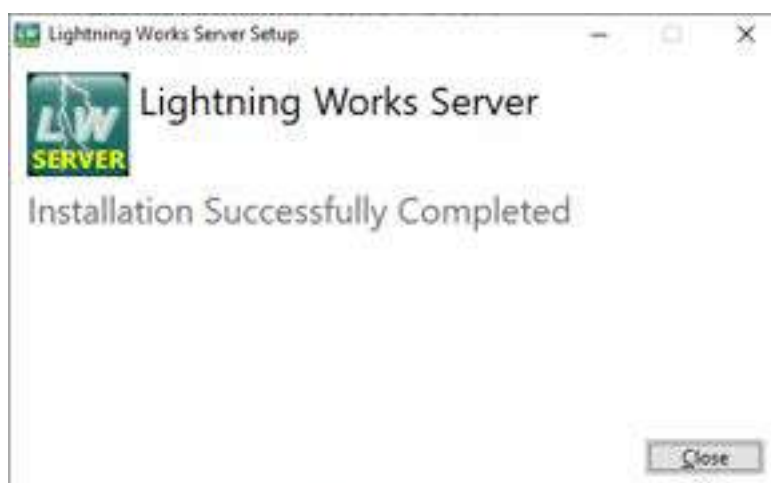 Lightning Works Server Setup
LW
SERVER
Lightning Works Server
Installation Successfully Completed
Close